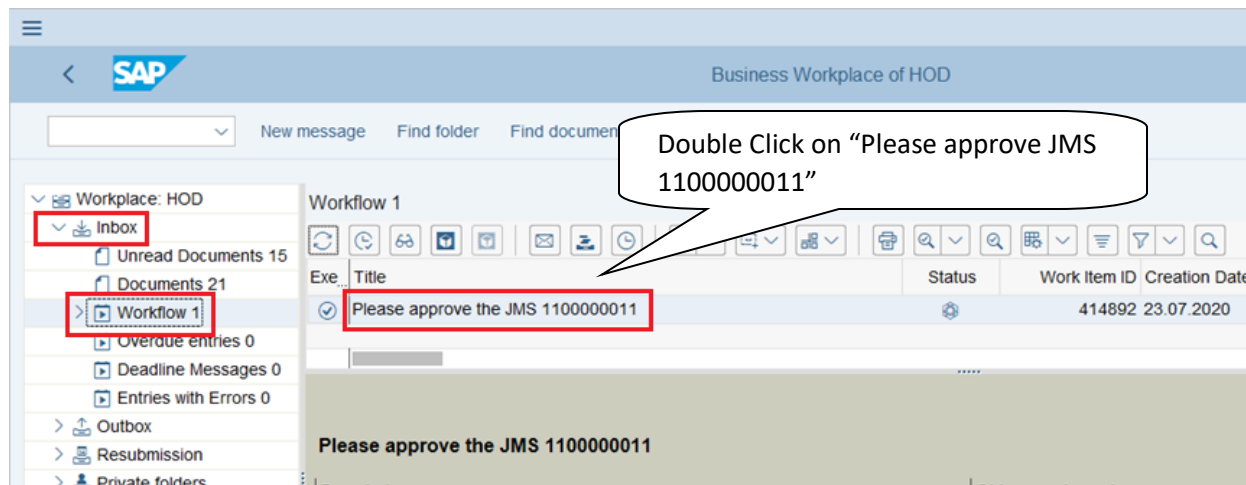 SAP
Business Workplace of HOD
New message Find folder Find documen
Double Click on “Please approve JMS
1100000011”
Workplace: HOD
Inbox
Unread Documents 15
Documents 21
Workflow 1
Overdue entries 0
Deadline Messages 0
Entries with Errors 0
Outbox
Resubmission
Private folders
Workflow 1
Exe... Title Status Work Item ID Creation Date
Please approve the JMS 1100000011 414892 23.07.2020
Please approve the JMS 1100000011